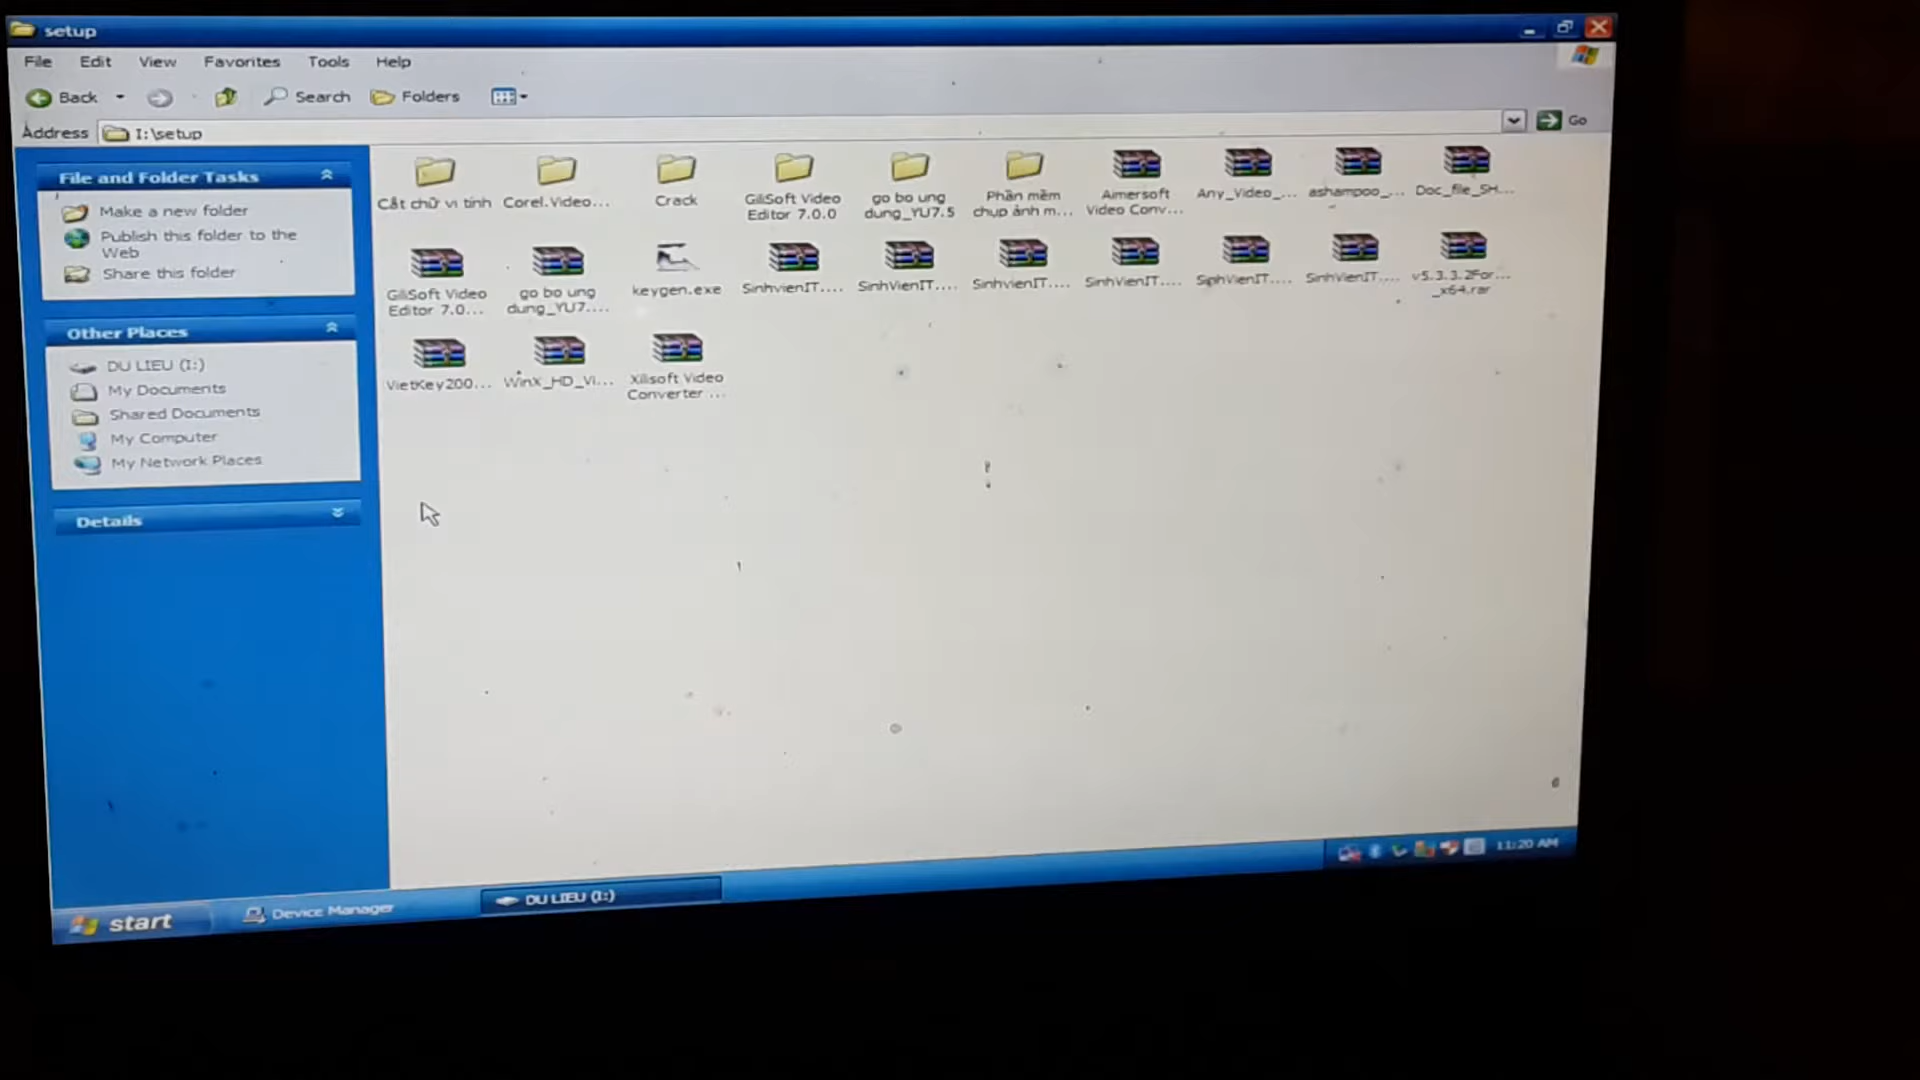 setup
File Edit View Favorites Tools Help
Back Search Folders
Address I:\setup Go
File and Folder Tasks
Make a new folder
Publish this folder to the
Web
Share this folder
Other Places
DU LIEU (I:)
My Documents
Shared Documents
My Computer
My Network Places
Details
Cắt chữ vi tính
Corel.Video...
Crack
GiliSoft Video
Editor 7.0.0
go bo ung
dung_YU7.5
Phần mềm
chụp ảnh m...
Aimersoft
Video Conv...
Any_Video_...
ashampoo_...
Doc_file_SH...
GiliSoft Video
Editor 7.0...
go bo ung
dung_YU7....
keygen.exe
SinhvienIT....
SinhVienIT....
SinhvienIT....
SinhVienIT....
SinhVienIT....
SinhVienIT....
v5.3.3.2For...
_x64.rar
VietKey200...
WinX_HD_Vi...
Xilisoft Video
Converter ...
start
Device Manager
DU LIEU (I:)
11:20 AM